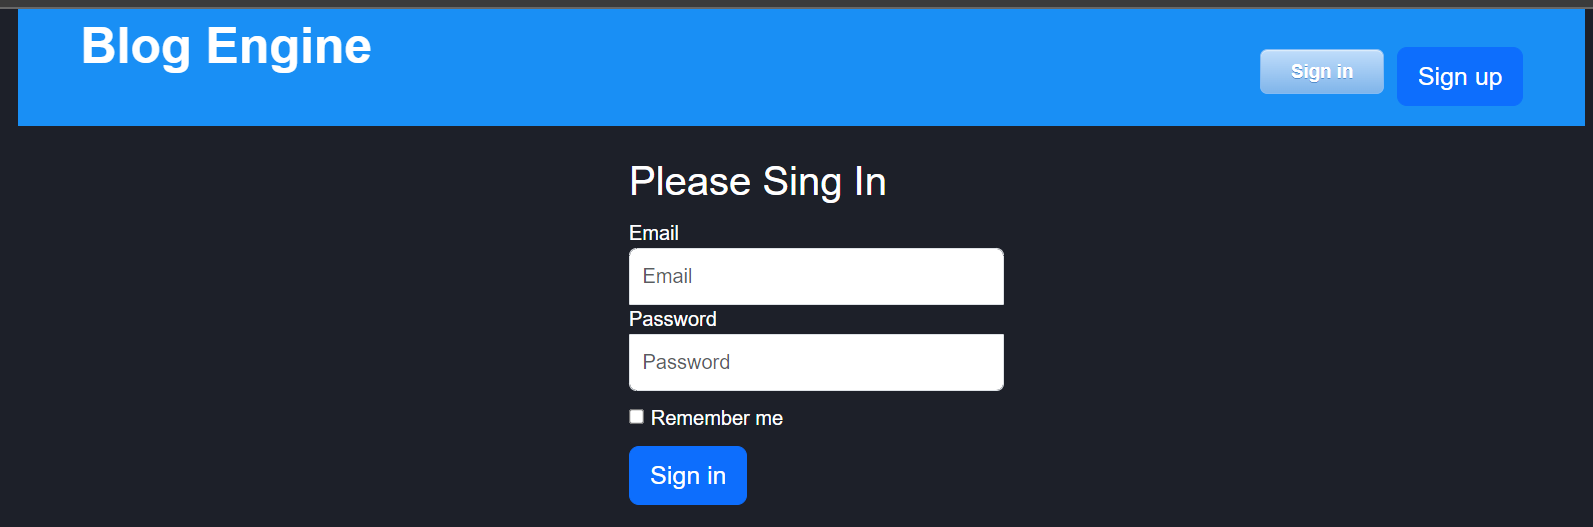 Blog Engine
Sign in
Sign up
Please Sing In
Email
Email
Password
Password
Remember me
Sign in